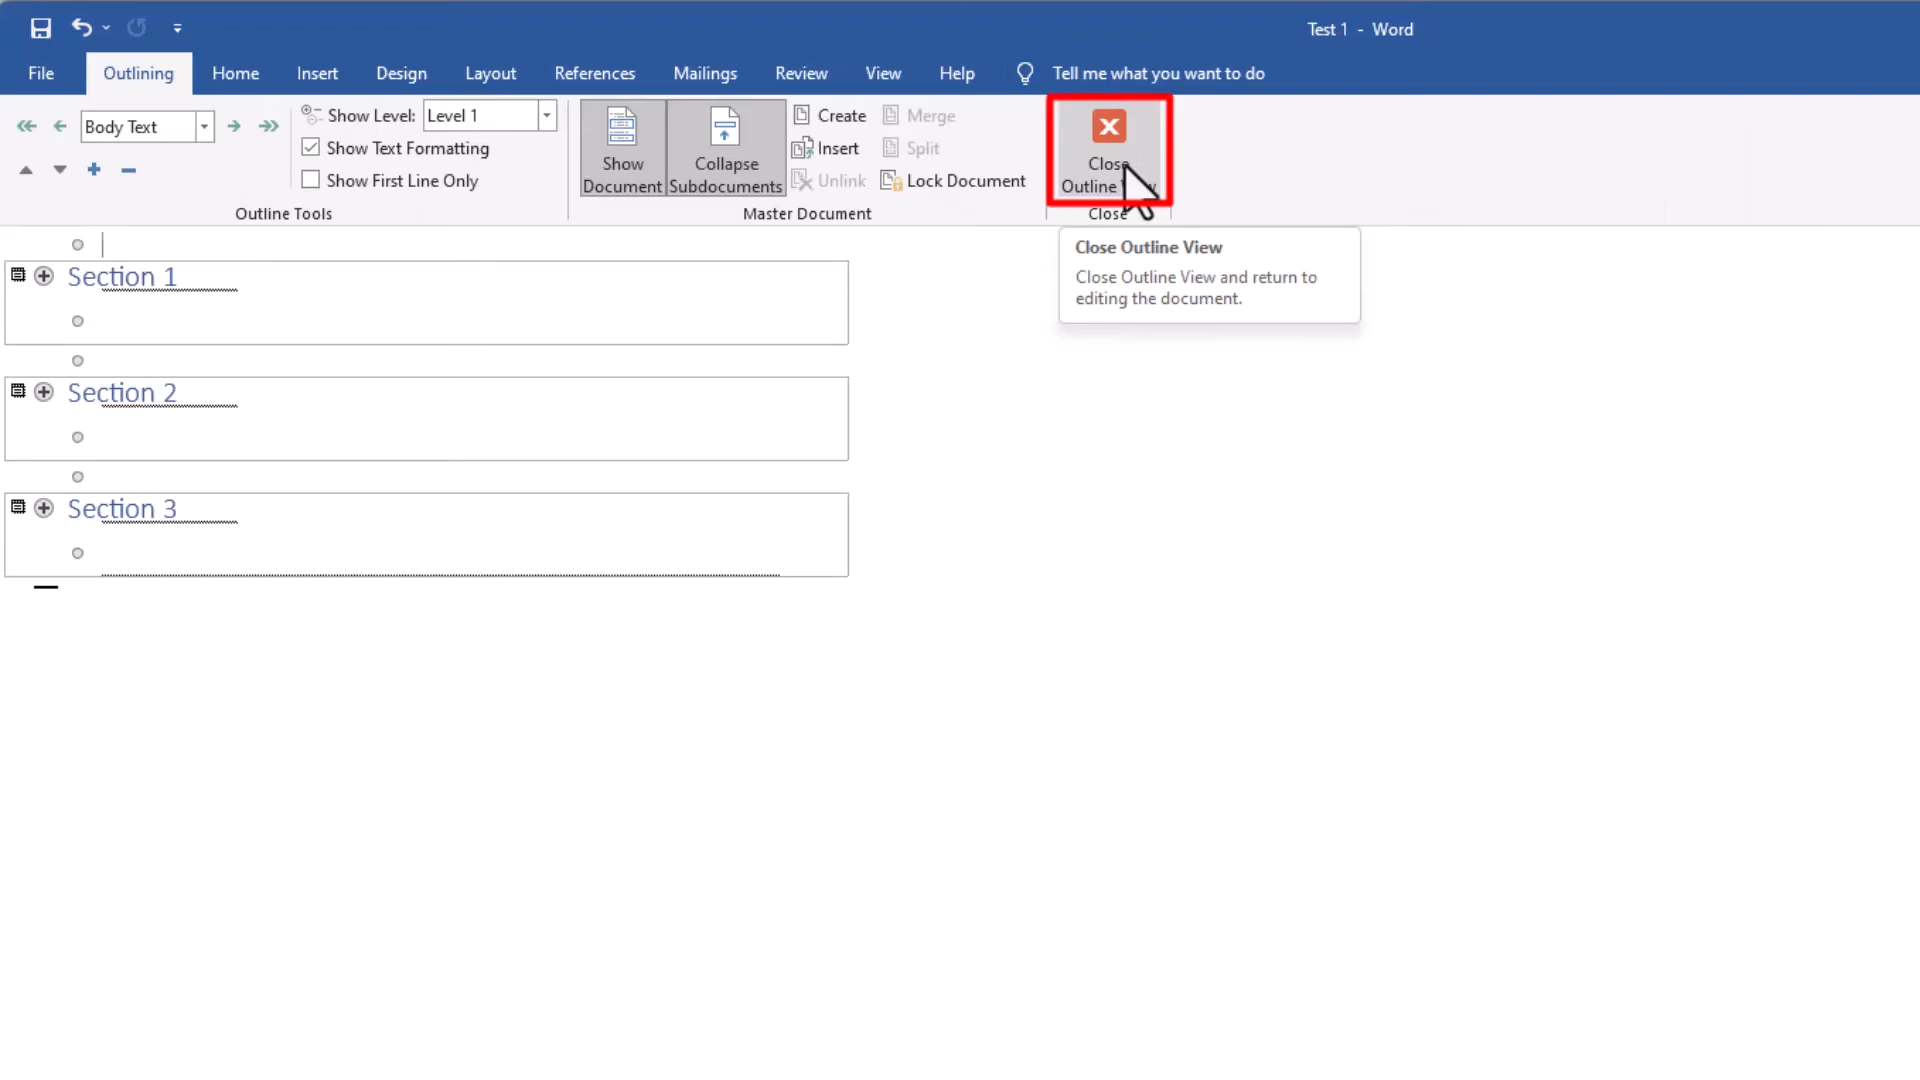 Test 1 - Word
File Outlining Home Insert Design Layout References Mailings Review View Help Tell me what you want to do
Body Text
Show Level: Level 1
Show Text Formatting
Show First Line Only
Outline Tools
Show Document
Collapse Subdocuments
Create
Insert
Unlink
Merge
Split
Lock Document
Master Document
Close
Outline
Close
Close Outline View
Close Outline View and return to
editing the document.
Section 1
Section 2
Section 3